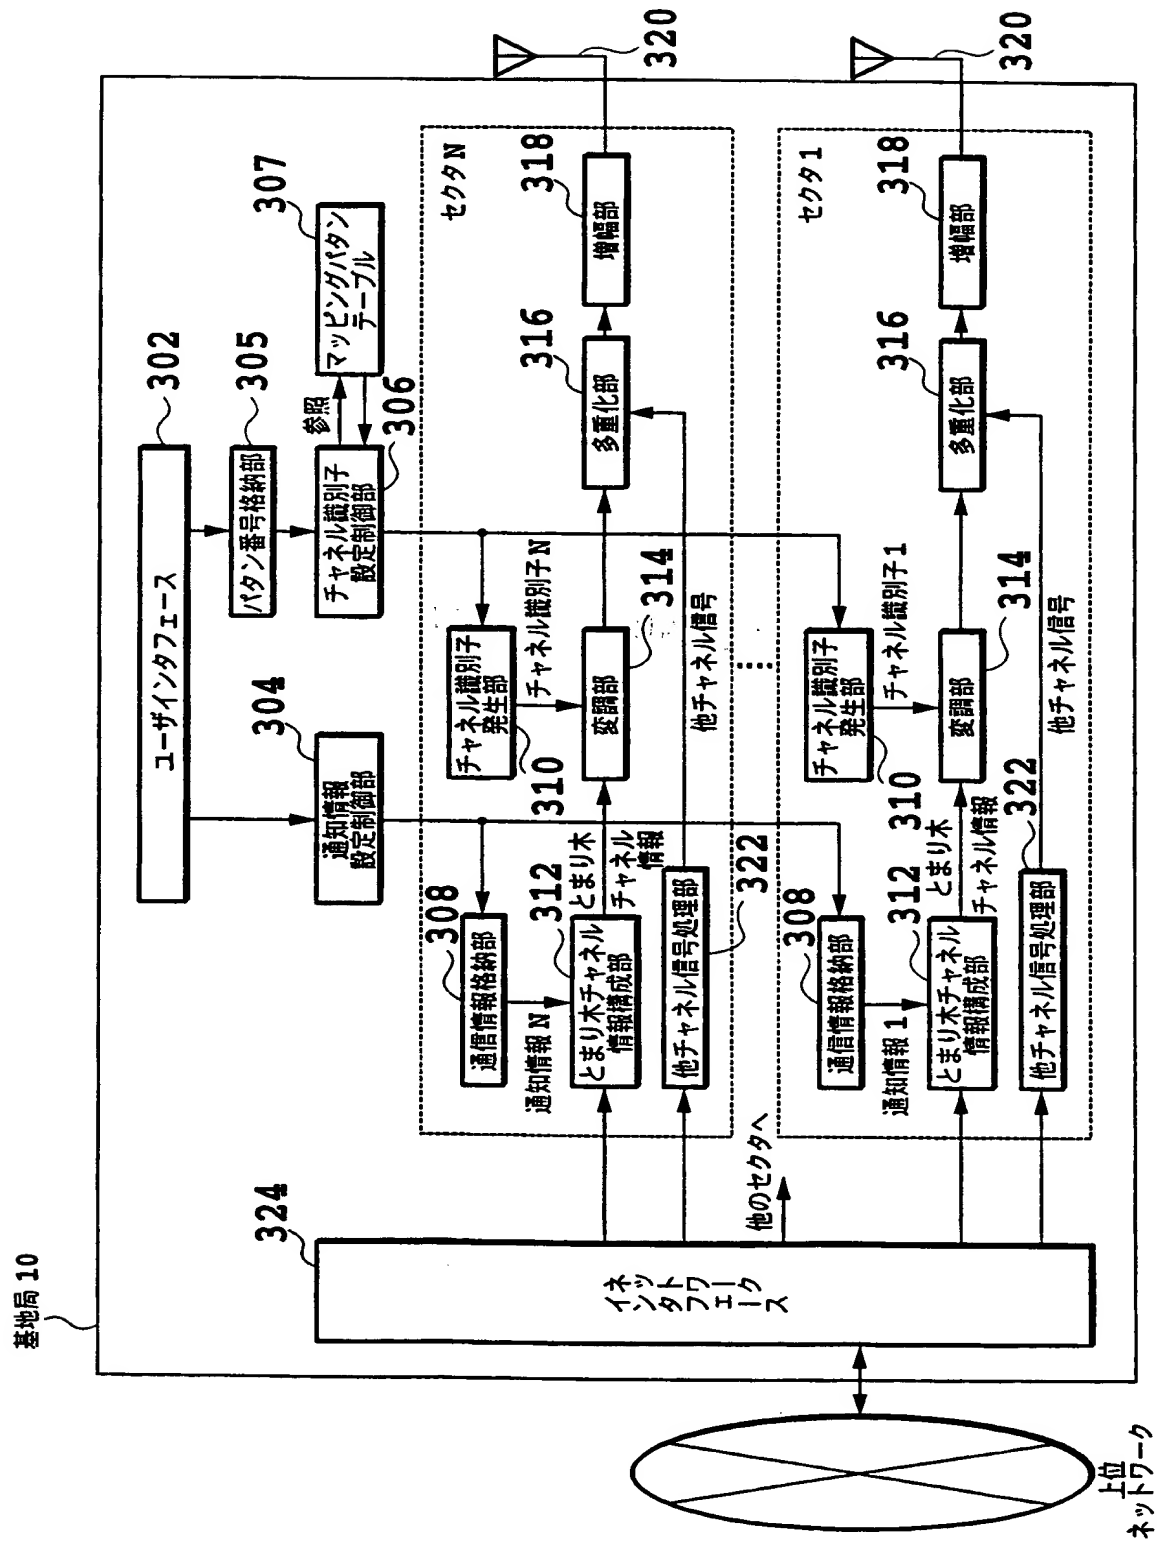 基地局 10
ユーザインタフェース
302
パタン番号格納部
305
304
通知情報
設定制御部
チャネル識別子
設定制御部
306
参照
マッピングパタン
テーブル
307
324
ネットワーク
インタフェース
上位
ネットワーク
他のセクタへ
セクタN
308
通信情報格納部
通知情報 N
チャネル識別子
発生部
310
チャネル識別子N
312
とまり木チャネル
情報構成部
とまり木
チャネル
情報
変調部
314
多重化部
316
増幅部
318
320
他チャネル信号処理部
322
他チャネル信号
セクタ1
308
通信情報格納部
通知情報 1
チャネル識別子
発生部
310
チャネル識別子1
312
とまり木チャネル
情報構成部
とまり木
チャネル情報
変調部
314
多重化部
316
増幅部
318
320
他チャネル信号処理部
322
他チャネル信号